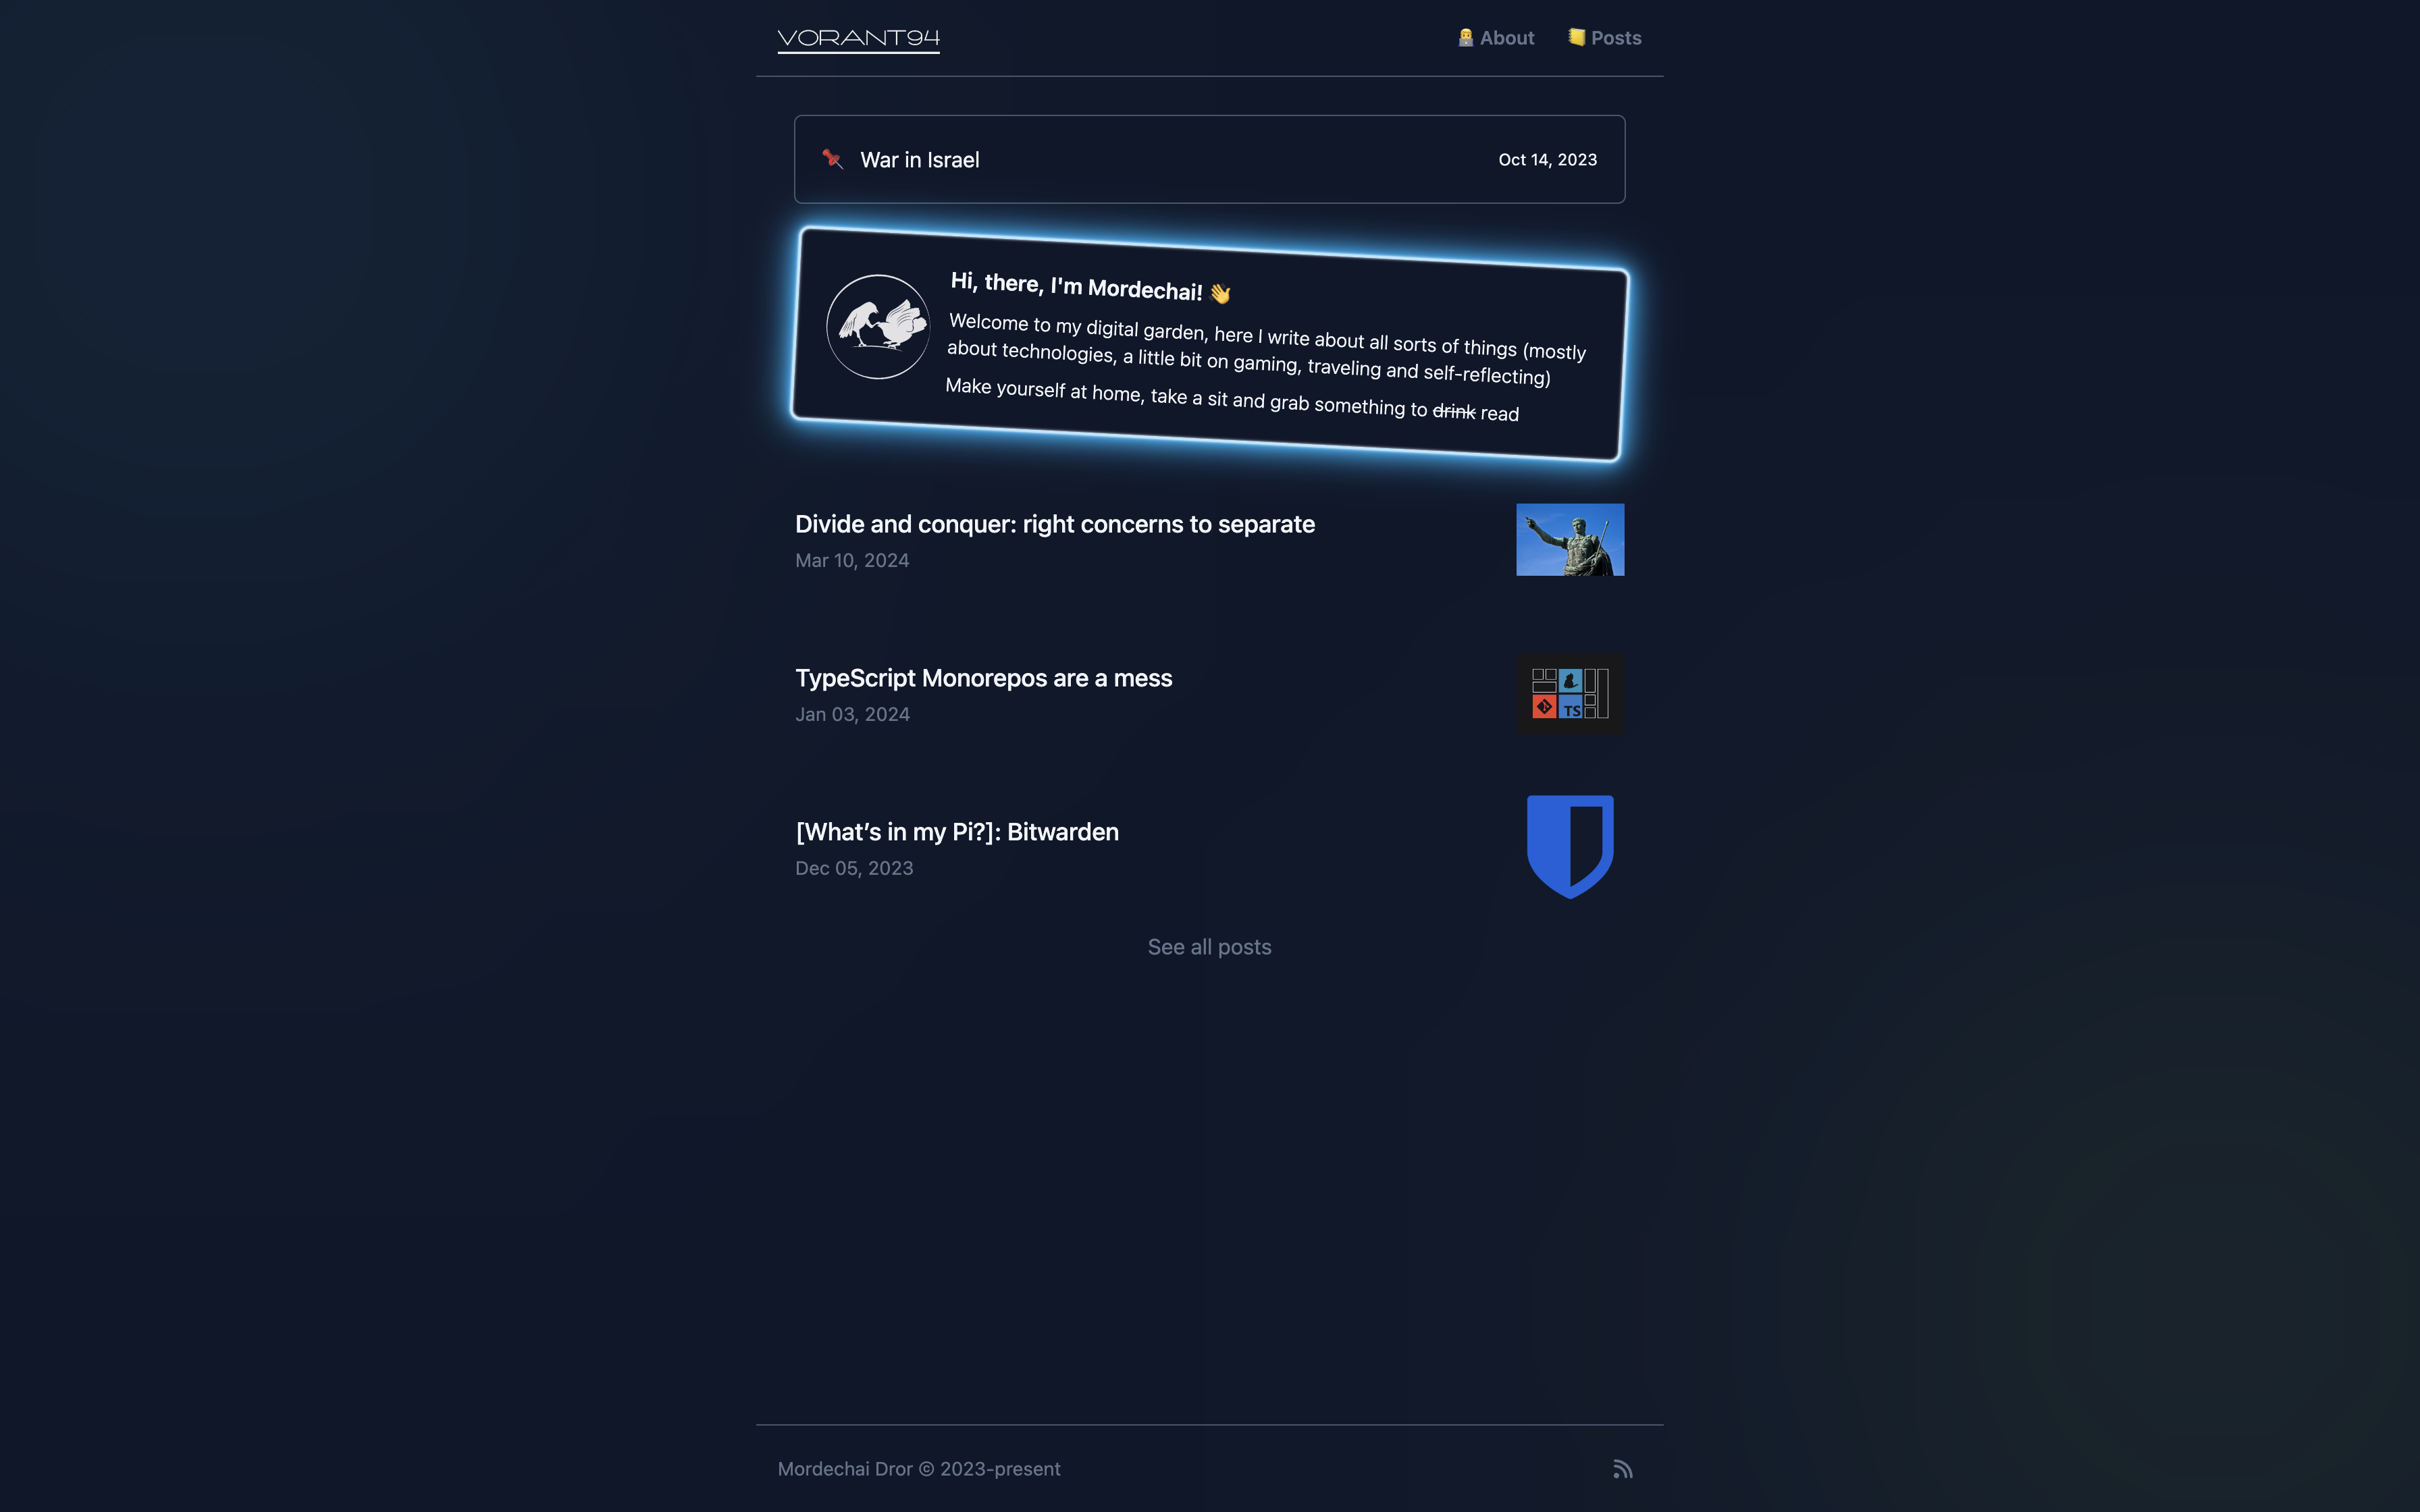 VORANT94
👨‍💻 About
📒 Posts
📌 War in Israel
Oct 14, 2023
Hi, there, I'm Mordechai! 👋
Welcome to my digital garden, here I write about all sorts of things (mostly
about technologies, a little bit on gaming, traveling and self-reflecting)
Make yourself at home, take a sit and grab something to drink read
Divide and conquer: right concerns to separate
Mar 10, 2024
TypeScript Monorepos are a mess
Jan 03, 2024
TS
[What’s in my Pi?]: Bitwarden
Dec 05, 2023
See all posts
Mordechai Dror © 2023-present